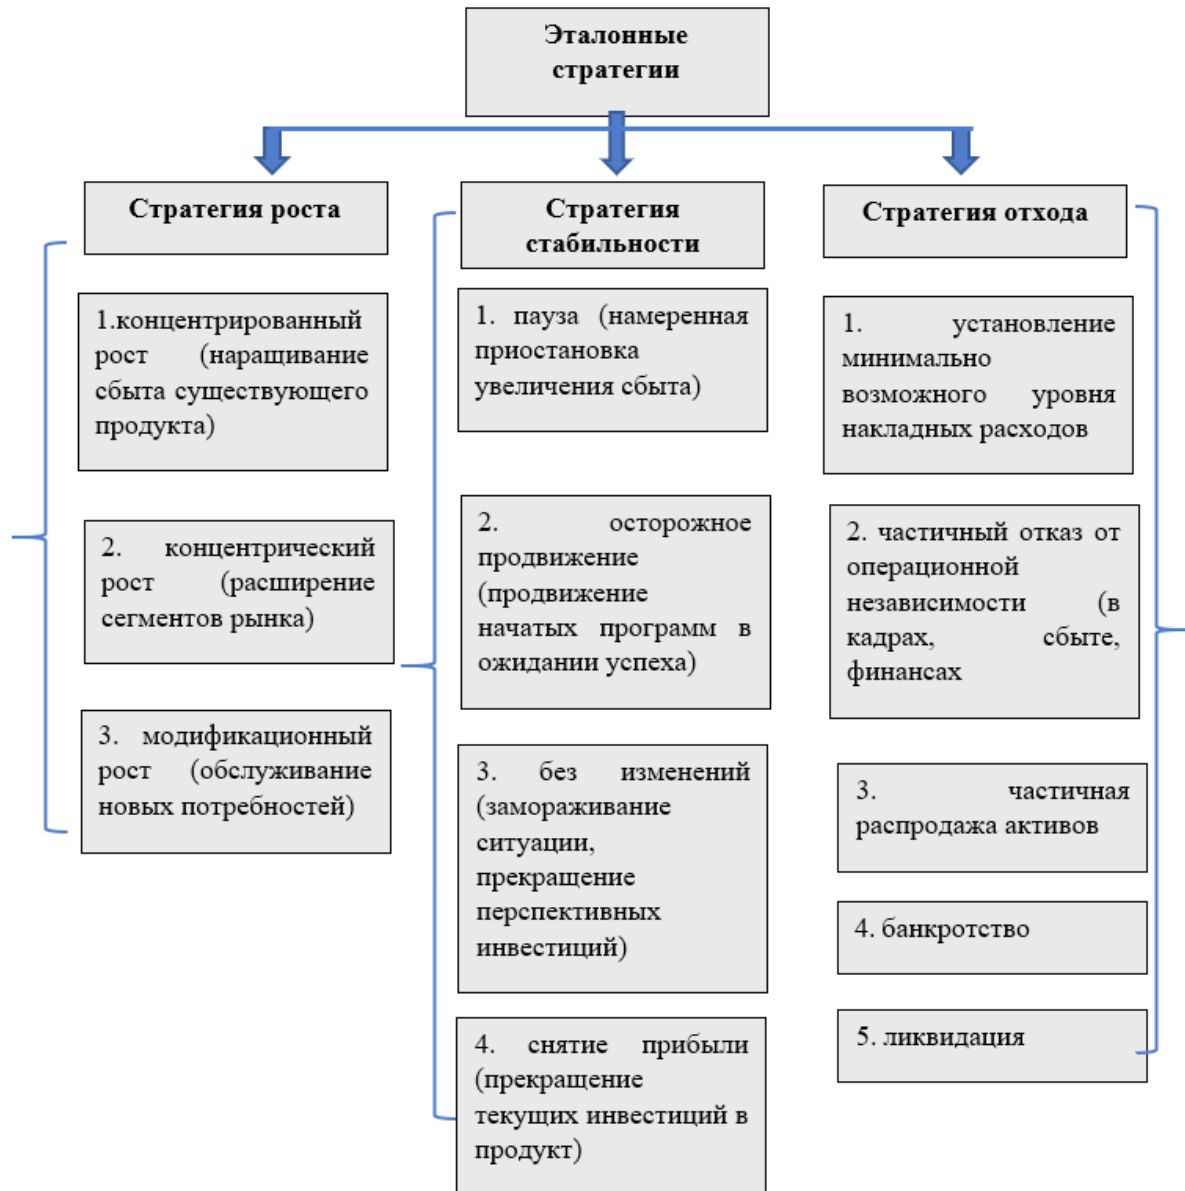 Эталонные
стратегии
Стратегия роста
1.концентрированный
рост (наращивание
сбыта существующего
продукта)
2. концентрический
рост (расширение
сегментов рынка)
3. модификационный
рост (обслуживание
новых потребностей)
Стратегия
стабильности
1. пауза (намеренная
приостановка
увеличения сбыта)
2. осторожное
продвижение
(продвижение
начатых программ в
ожидании успеха)
3. без изменений
(замораживание
ситуации,
прекращение
перспективных
инвестиций)
4. снятие прибыли
(прекращение
текущих инвестиций в
продукт)
Стратегия отхода
1. установление
минимально
возможного уровня
накладных расходов
2. частичный отказ от
операционной
независимости (в
кадрах, сбыте,
финансах
3. частичная
распродажа активов
4. банкротство
5. ликвидация